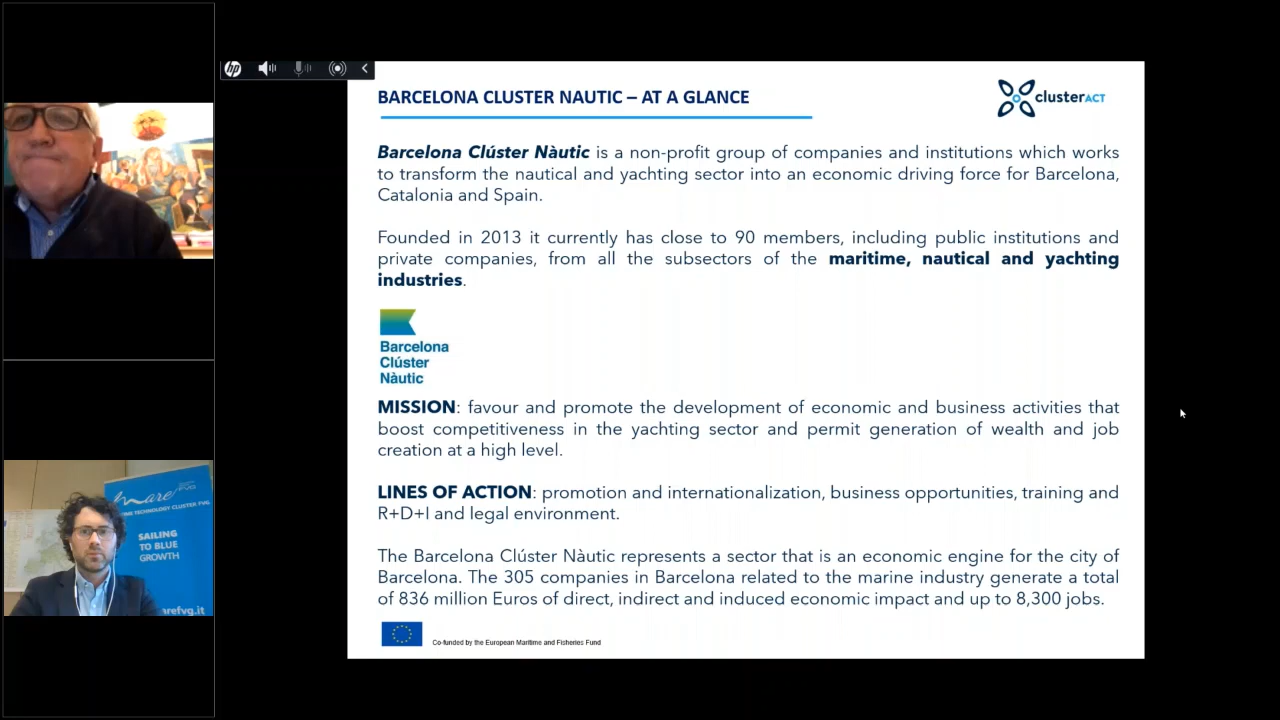 hp
BARCELONA CLUSTER NAUTIC – AT A GLANCE
clusterACT
Barcelona Clúster Nàutic is a non-profit group of companies and institutions which works
to transform the nautical and yachting sector into an economic driving force for Barcelona,
Catalonia and Spain.
Founded in 2013 it currently has close to 90 members, including public institutions and
private companies, from all the subsectors of the maritime, nautical and yachting
industries.
Barcelona
Clúster
Nàutic
MISSION: favour and promote the development of economic and business activities that
boost competitiveness in the yachting sector and permit generation of wealth and job
creation at a high level.
LINES OF ACTION: promotion and internationalization, business opportunities, training and
R+D+I and legal environment.
The Barcelona Clúster Nàutic represents a sector that is an economic engine for the city of
Barcelona. The 305 companies in Barcelona related to the marine industry generate a total
of 836 million Euros of direct, indirect and induced economic impact and up to 8,300 jobs.
Co-funded by the European Maritime and Fisheries Fund
mare FVG
TECHNOLOGY CLUSTER FVG
SAILING
TO BLUE
GROWTH
arefvg.it